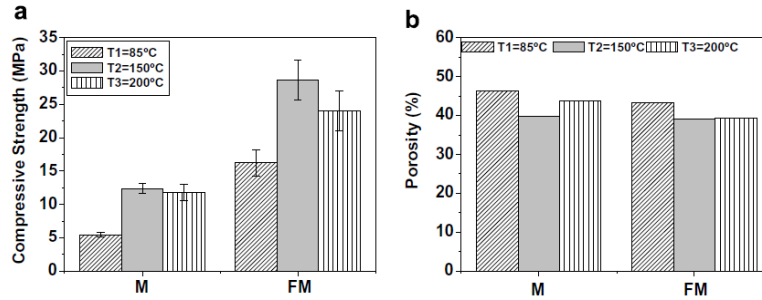 a
Compressive Strength (MPa)
40
35
30
25
20
15
10
5
0
T1=85ºC
T2=150ºC
T3=200ºC
M FM
b
Porosity (%)
60
50
40
30
20
10
0
T1=85ºC T2=150ºC T3=200ºC
M FM